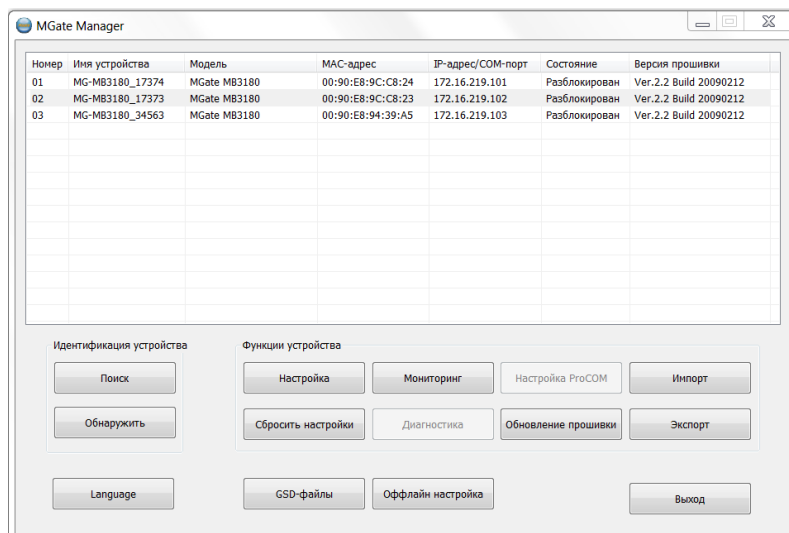 MGate Manager
Номер Имя устройства Модель MAC-адрес IP-адрес/COM-порт Состояние Версия прошивки
01 MG-MB3180_17374 MGate MB3180 00:90:E8:9C:C8:24 172.16.219.101 Разблокирован Ver.2.2 Build 20090212
02 MG-MB3180_17373 MGate MB3180 00:90:E8:9C:C8:23 172.16.219.102 Разблокирован Ver.2.2 Build 20090212
03 MG-MB3180_34563 MGate MB3180 00:90:E8:94:39:A5 172.16.219.103 Разблокирован Ver.2.2 Build 20090212
Идентификация устройства Функции устройства
Поиск Настройка Мониторинг Настройка ProCOM Импорт
Обнаружить Сбросить настройки Диагностика Обновление прошивки Экспорт
Language GSD-файлы Оффлайн настройка Выход